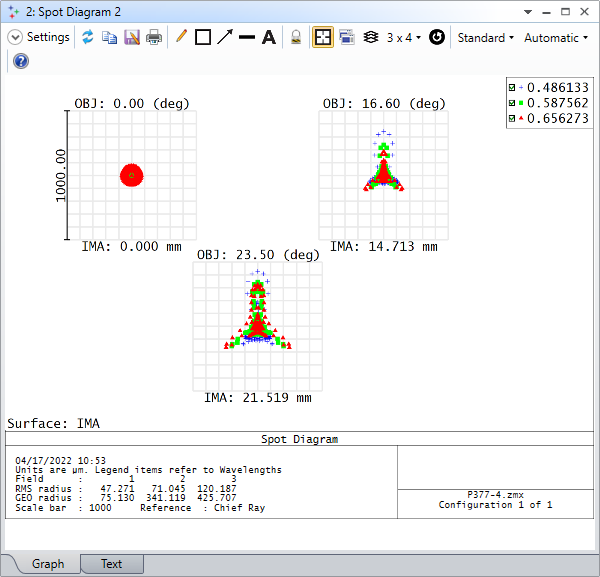 2: Spot Diagram 2
Settings
3 x 4
Standard
Automatic
0.486133
0.587562
0.656273
OBJ: 0.00 (deg)
OBJ: 16.60 (deg)
1000.00
IMA: 0.000 mm
IMA: 14.713 mm
OBJ: 23.50 (deg)
IMA: 21.519 mm
Surface: IMA
Spot Diagram
04/17/2022 10:53
Units are µm. Legend items refer to Wavelengths
Field : 1 2 3
RMS radius : 47.271 71.045 120.187
GEO radius : 75.130 341.119 425.707
Scale bar : 1000 Reference : Chief Ray
P377-4.zmx
Configuration 1 of 1
Graph
Text